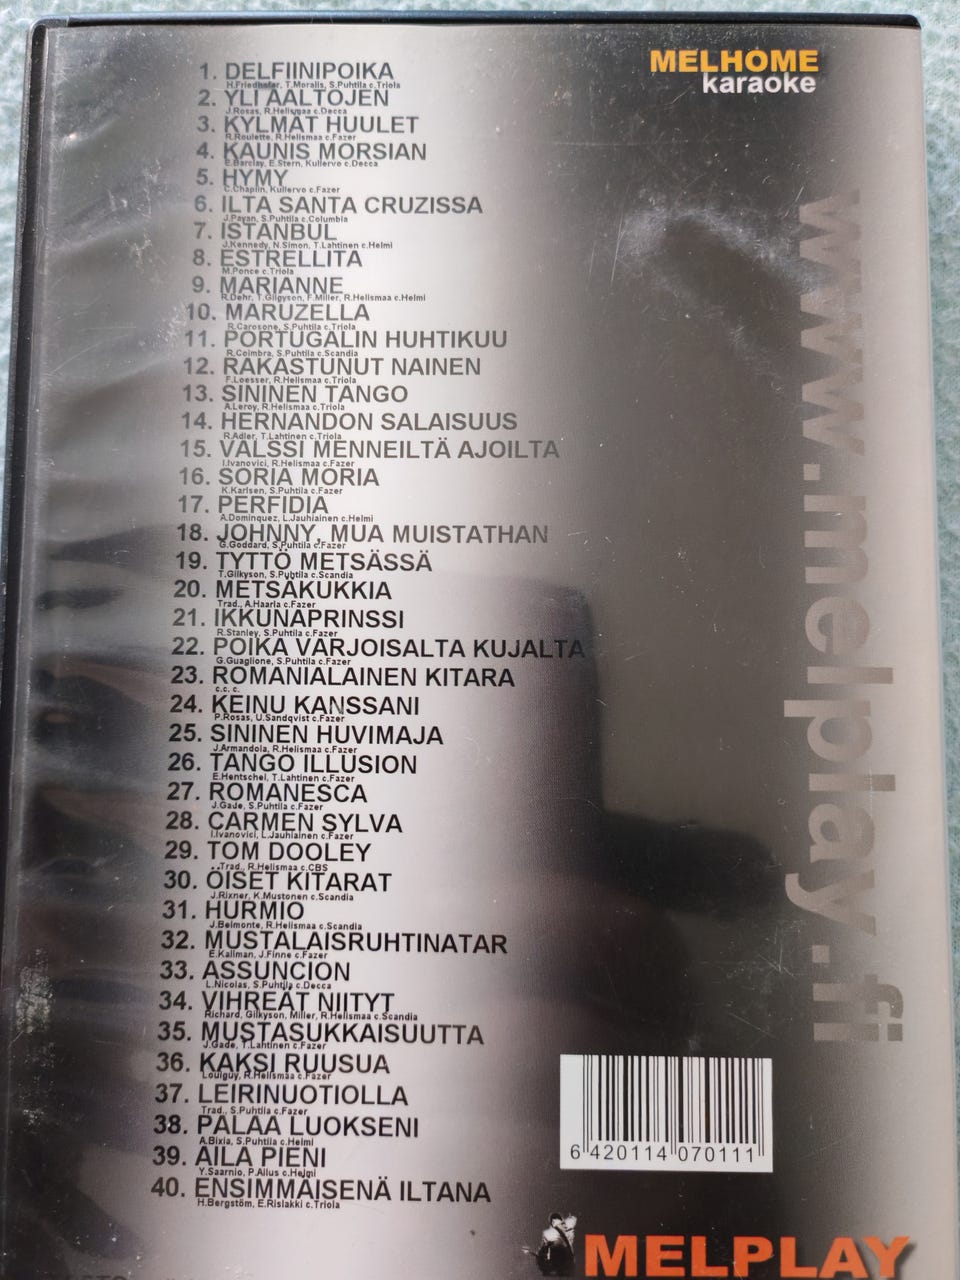 MELHOME
karaoke
1. DELFIINIPOIKA
H.Friedhofer, T.Moralis, S.Puhtila c.Triola
2. YLI AALTOJEN
J.Rosas, R.Helismaa c.Decca
3. KYLMÄT HUULET
R.Roulette, R.Helismaa c.Fazer
4. KAUNIS MORSIAN
E.Barclay, E.Stern, Kullervo c.Decca
5. HYMY
C.Chaplin, Kullervo c.Fazer
6. ILTA SANTA CRUZISSA
J.Payan, S.Puhtila c.Columbia
7. ISTANBUL
J.Kennedy, N.Simon, T.Lahtinen c.Helmi
8. ESTRELLITA
M.Ponce c.Triola
9. MARIANNE
R.Dehr, T.Gilgyson, F.Miller, R.Helismaa c.Helmi
10. MARUZELLA
R.Carosone, S.Puhtila c.Triola
11. PORTUGALIN HUHTIKUU
R.Coimbra, S.Puhtila c.Scandia
12. RAKASTUNUT NAINEN
F.Loesser, R.Helismaa c.Triola
13. SININEN TANGO
A.Leroy, R.Helismaa c.Triola
14. HERNANDON SALAISUUS
R.Adler, T.Lahtinen c.Triola
15. VALSSI MENNEILTÄ AJOILTA
I.Ivanovici, R.Helismaa c.Fazer
16. SORIA MORIA
K.Karlsen, S.Puhtila c.Fazer
17. PERFIDIA
A.Dominquez, L.Jauhiainen c.Helmi
18. JOHNNY, MUA MUISTATHAN
G.Goddard, S.Puhtila c.Fazer
19. TYTTÖ METSÄSSÄ
T.Gilkyson, S.Puhtila c.Scandia
20. METSÄKUKKIA
Trad., A.Haarla c.Fazer
21. IKKUNAPRINSSI
R.Stanley, S.Puhtila c.Fazer
22. POIKA VARJOISALTA KUJALTA
G.Guaglione, S.Puhtila c.Fazer
23. ROMANIALAINEN KITARA
c.c. c.
24. KEINU KANSSANI
P.Rosas, U.Sandqvist c.Fazer
25. SININEN HUVIMAJA
J.Armandola, R.Helismaa c.Fazer
26. TANGO ILLUSION
E.Hentschel, T.Lahtinen c.Fazer
27. ROMANESCA
J.Gade, S.Puhtila c.Fazer
28. CARMEN SYLVA
I.Ivanovici, L.Jauhiainen c.Fazer
29. TOM DOOLEY
Trad., R.Helismaa c.CBS
30. ÖISET KITARAT
J.Rixner, K.Mustonen c.Scandia
31. HURMIO
J.Belmonte, R.Helismaa c.Scandia
32. MUSTALAISRUHTINATAR
E.Kallman, J.Finne c.Fazer
33. ASSUNCION
L.Nicolas, S.Puhtila c.Decca
34. VIHREÄT NIITYT
Richard, Gilkyson, Miller, R.Helismaa c.Scandia
35. MUSTASUKKAISUUTTA
J.Gade, T.Lahtinen c.Fazer
36. KAKSI RUUSUA
Louiguy, R.Helismaa c.Fazer
37. LEIRINUOTIOLLA
Trad., S.Puhtila c.Fazer
38. PALAA LUOKSENI
A.Bixia, S.Puhtila c.Helmi
39. AILA PIENI
Y.Saarnio, P.Ailus c.Helmi
40. ENSIMMÄISENÄ ILTANA
H.Bergstöm, E.Rislakki c.Triola
www.melplay.fi
6 420114 070111
MELPLAY